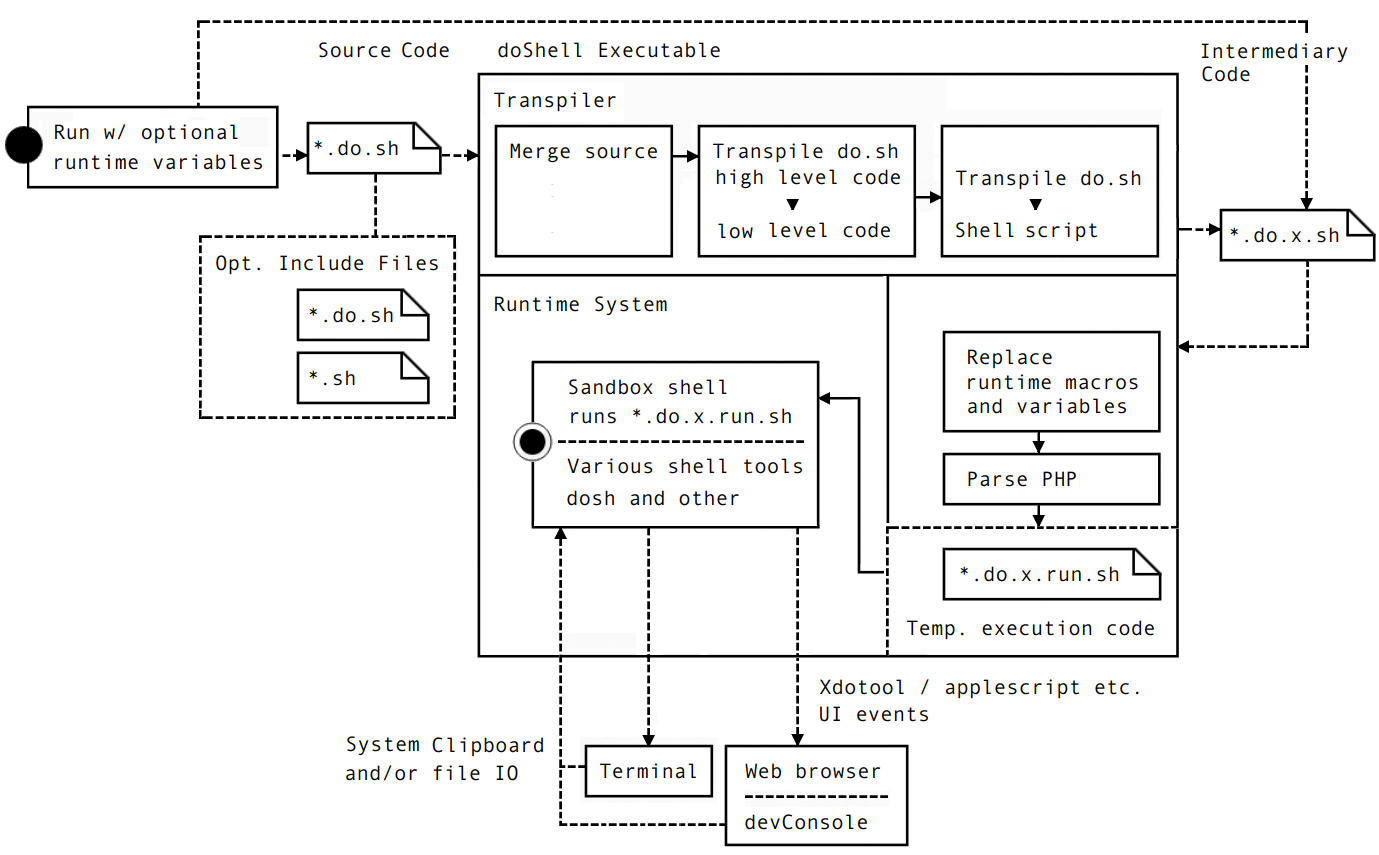 Source Code
doShell Executable
Intermediary
Code
Run w/ optional
runtime variables
*.do.sh
Transpiler
Merge source
Transpile do.sh
high level code
▼
low level code
Transpile do.sh
▼
Shell script
*.do.x.sh
Opt. Include Files
*.do.sh
*.sh
Runtime System
Sandbox shell
runs *.do.x.run.sh
Various shell tools
dosh and other
Replace
runtime macros
and variables
Parse PHP
*.do.x.run.sh
Temp. execution code
Xdotool / applescript etc.
UI events
System Clipboard
and/or file IO
Terminal
Web browser
devConsole